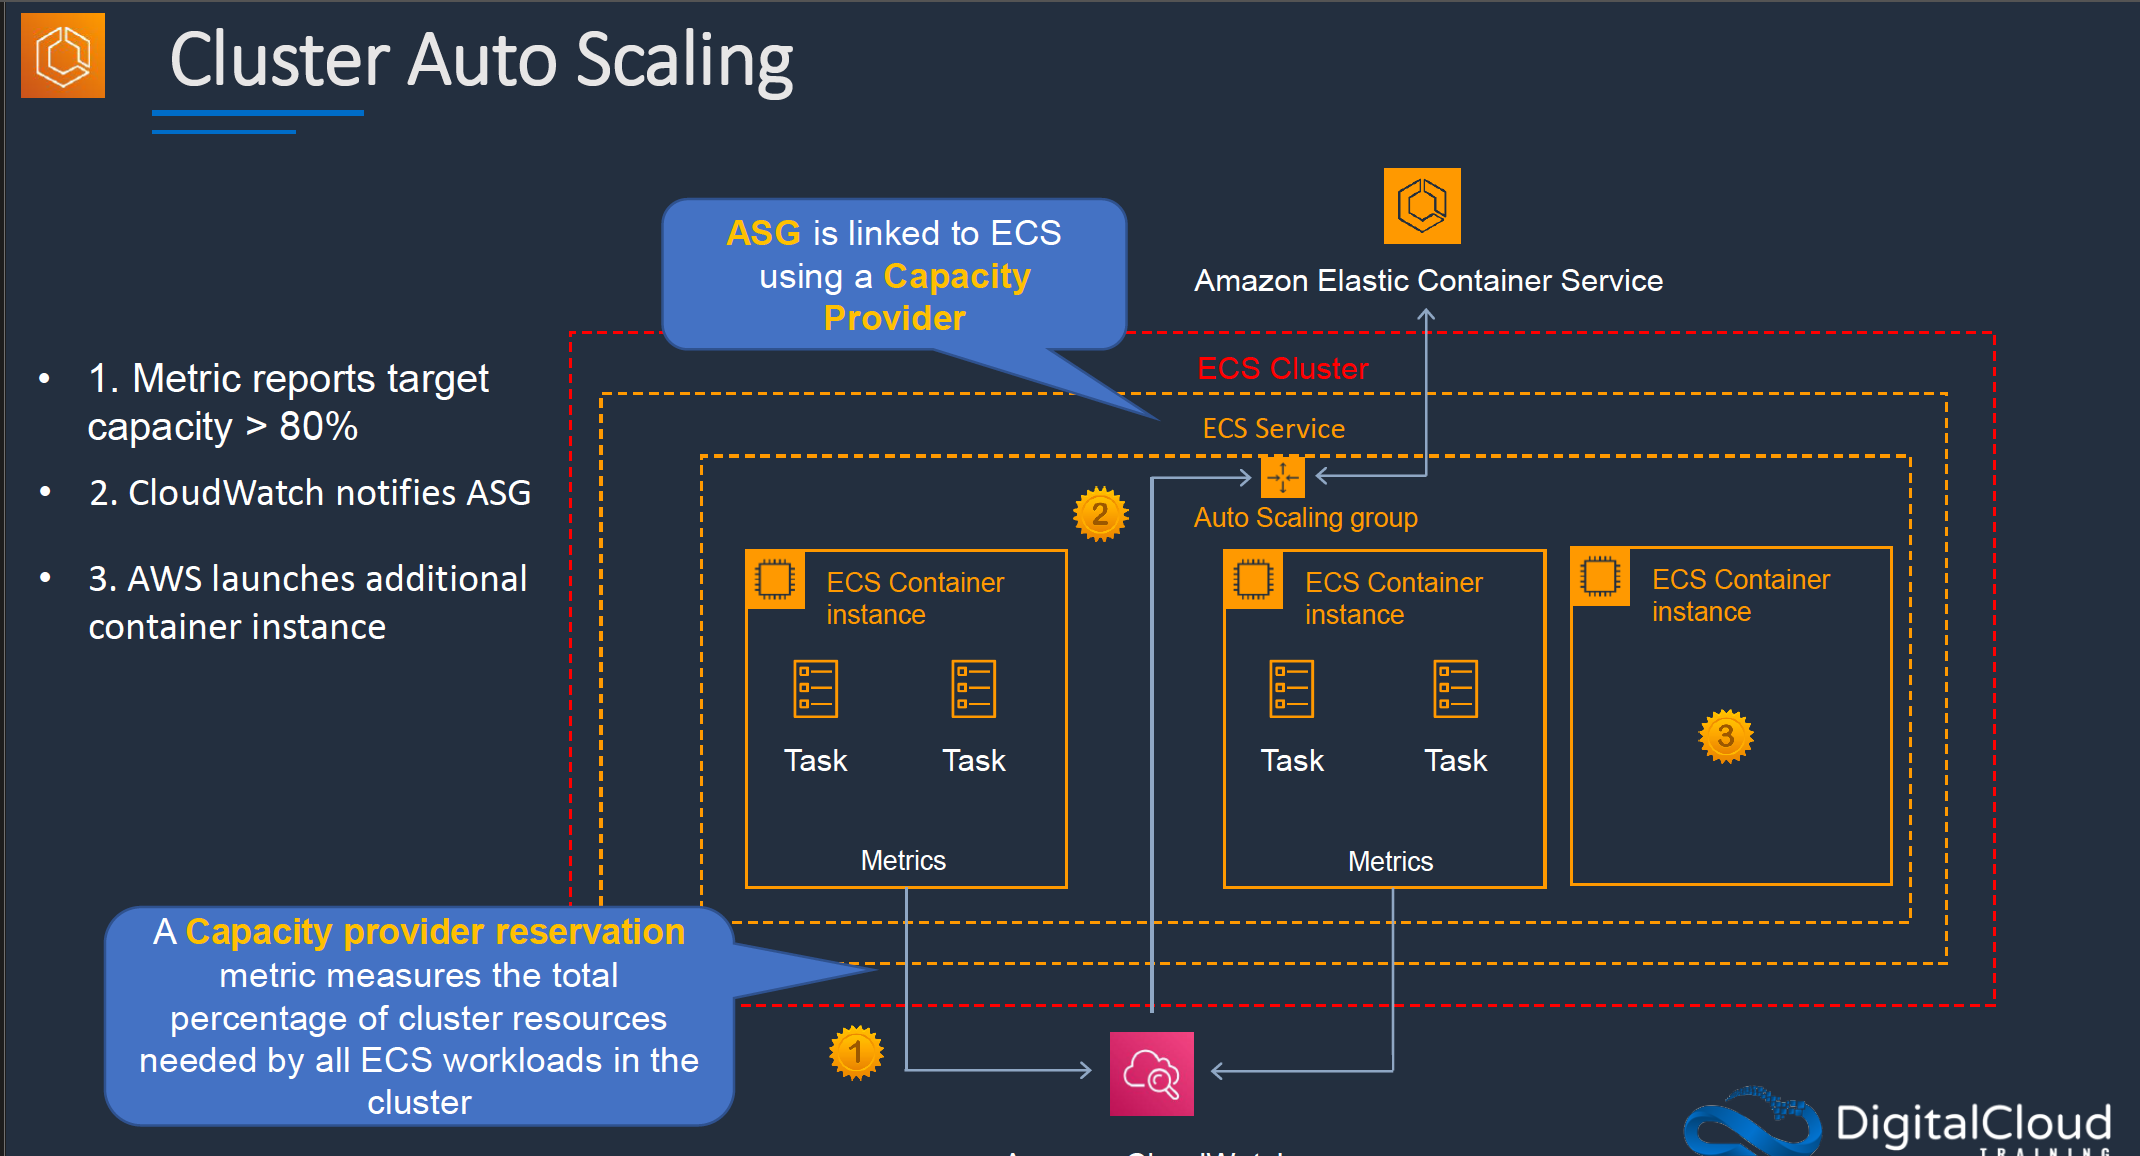 Cluster Auto Scaling
ASG is linked to ECS
using a Capacity
Provider
Amazon Elastic Container Service
• 1. Metric reports target
capacity > 80%
• 2. CloudWatch notifies ASG
• 3. AWS launches additional
container instance
ECS Cluster
ECS Service
Auto Scaling group
2
ECS Container
instance
Task
Task
Metrics
ECS Container
instance
Task
Task
Metrics
ECS Container
instance
3
A Capacity provider reservation
metric measures the total
percentage of cluster resources
needed by all ECS workloads in the
cluster
1
Amazon CloudWatch
DigitalCloud
TRAINING